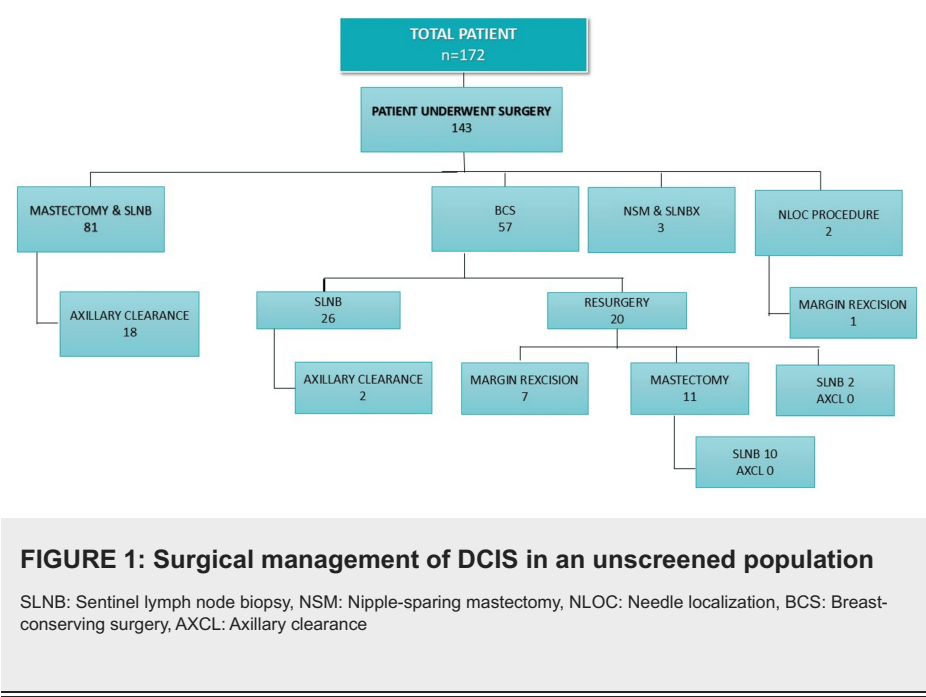 TOTAL PATIENT
n=172
PATIENT UNDERWENT SURGERY
143
MASTECTOMY & SLNB
81
BCS
57
NSM & SLNBX
3
NLOC PROCEDURE
2
AXILLARY CLEARANCE
18
SLNB
26
RESURGERY
20
MARGIN REXCISION
1
AXILLARY CLEARANCE
2
MARGIN REXCISION
7
MASTECTOMY
11
SLNB 2
AXCL 0
SLNB 10
AXCL 0
FIGURE 1: Surgical management of DCIS in an unscreened population
SLNB: Sentinel lymph node biopsy, NSM: Nipple-sparing mastectomy, NLOC: Needle localization, BCS: Breast-
conserving surgery, AXCL: Axillary clearance